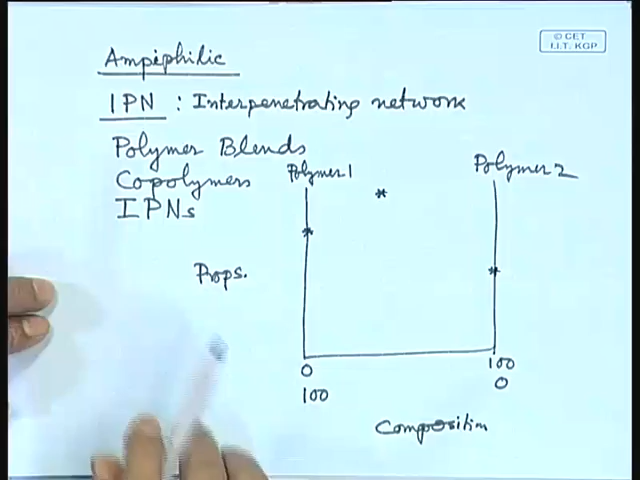 © CET
I.I.T. KGP
Ampiphilic
IPN : Interpenetrating network
Polymer Blends
Copolymers
IPNs
Polymer 1
Polymer 2
Props.
0
100
100
0
Composition